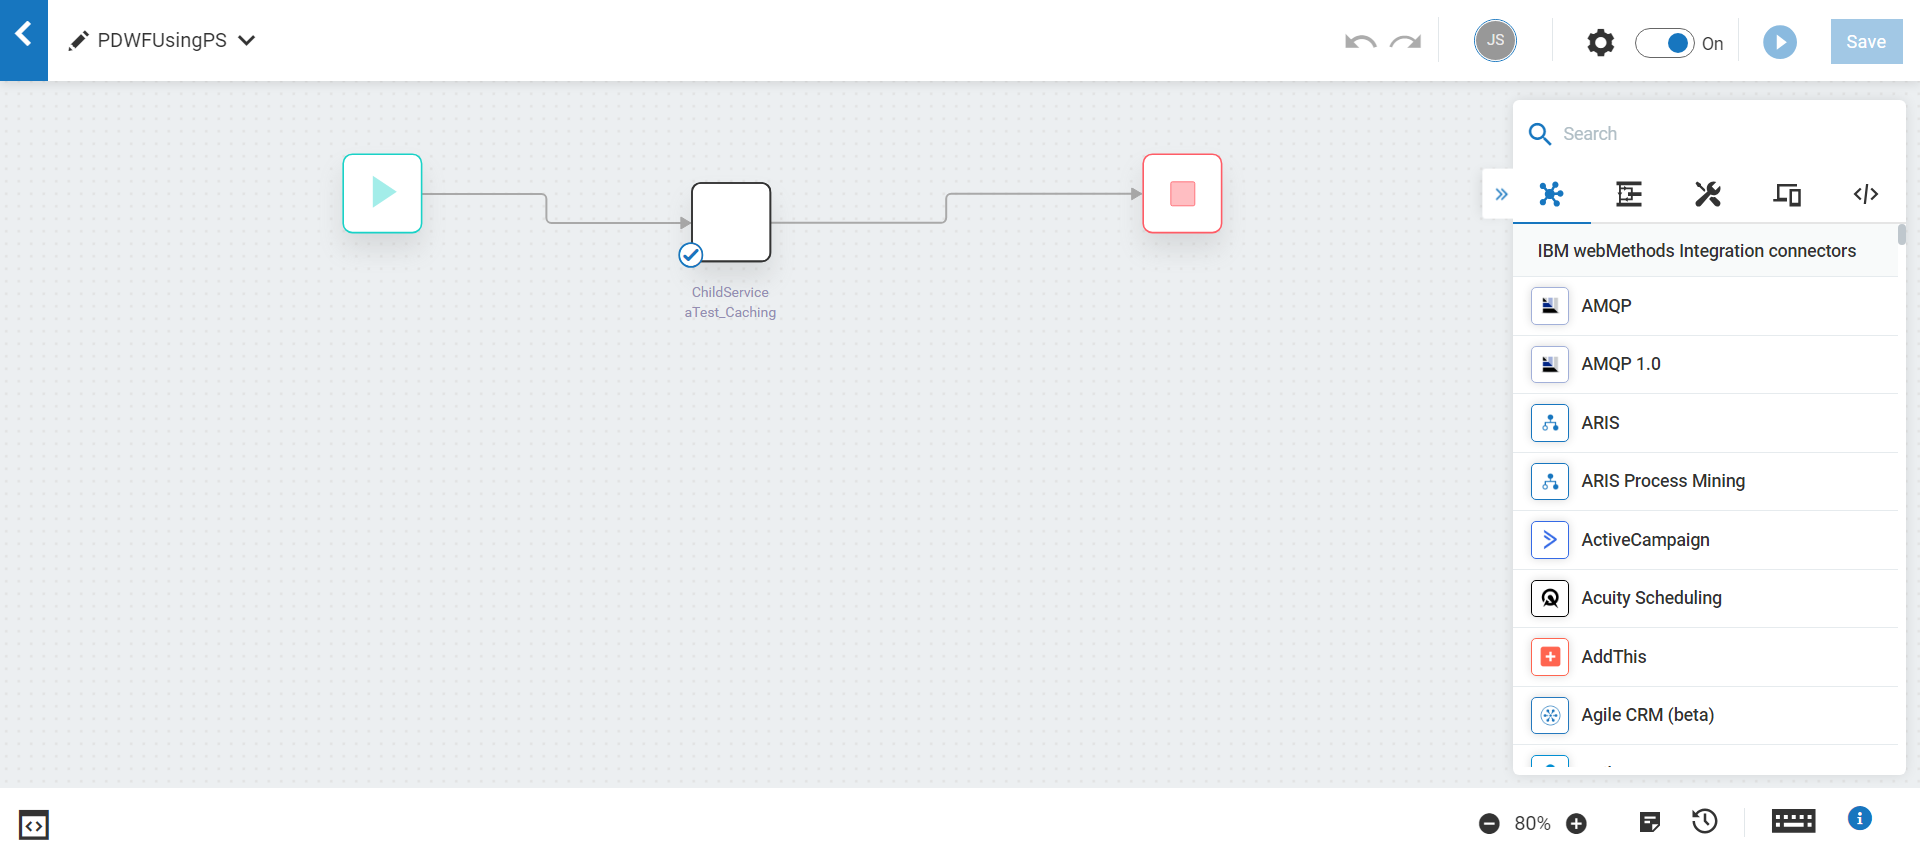 PDWFUsingPS
JS
On
Save
Search
IBM webMethods Integration connectors
AMQP
AMQP 1.0
ARIS
ARIS Process Mining
ActiveCampaign
Acuity Scheduling
AddThis
Agile CRM (beta)
ChildService
aTest_Caching
80%